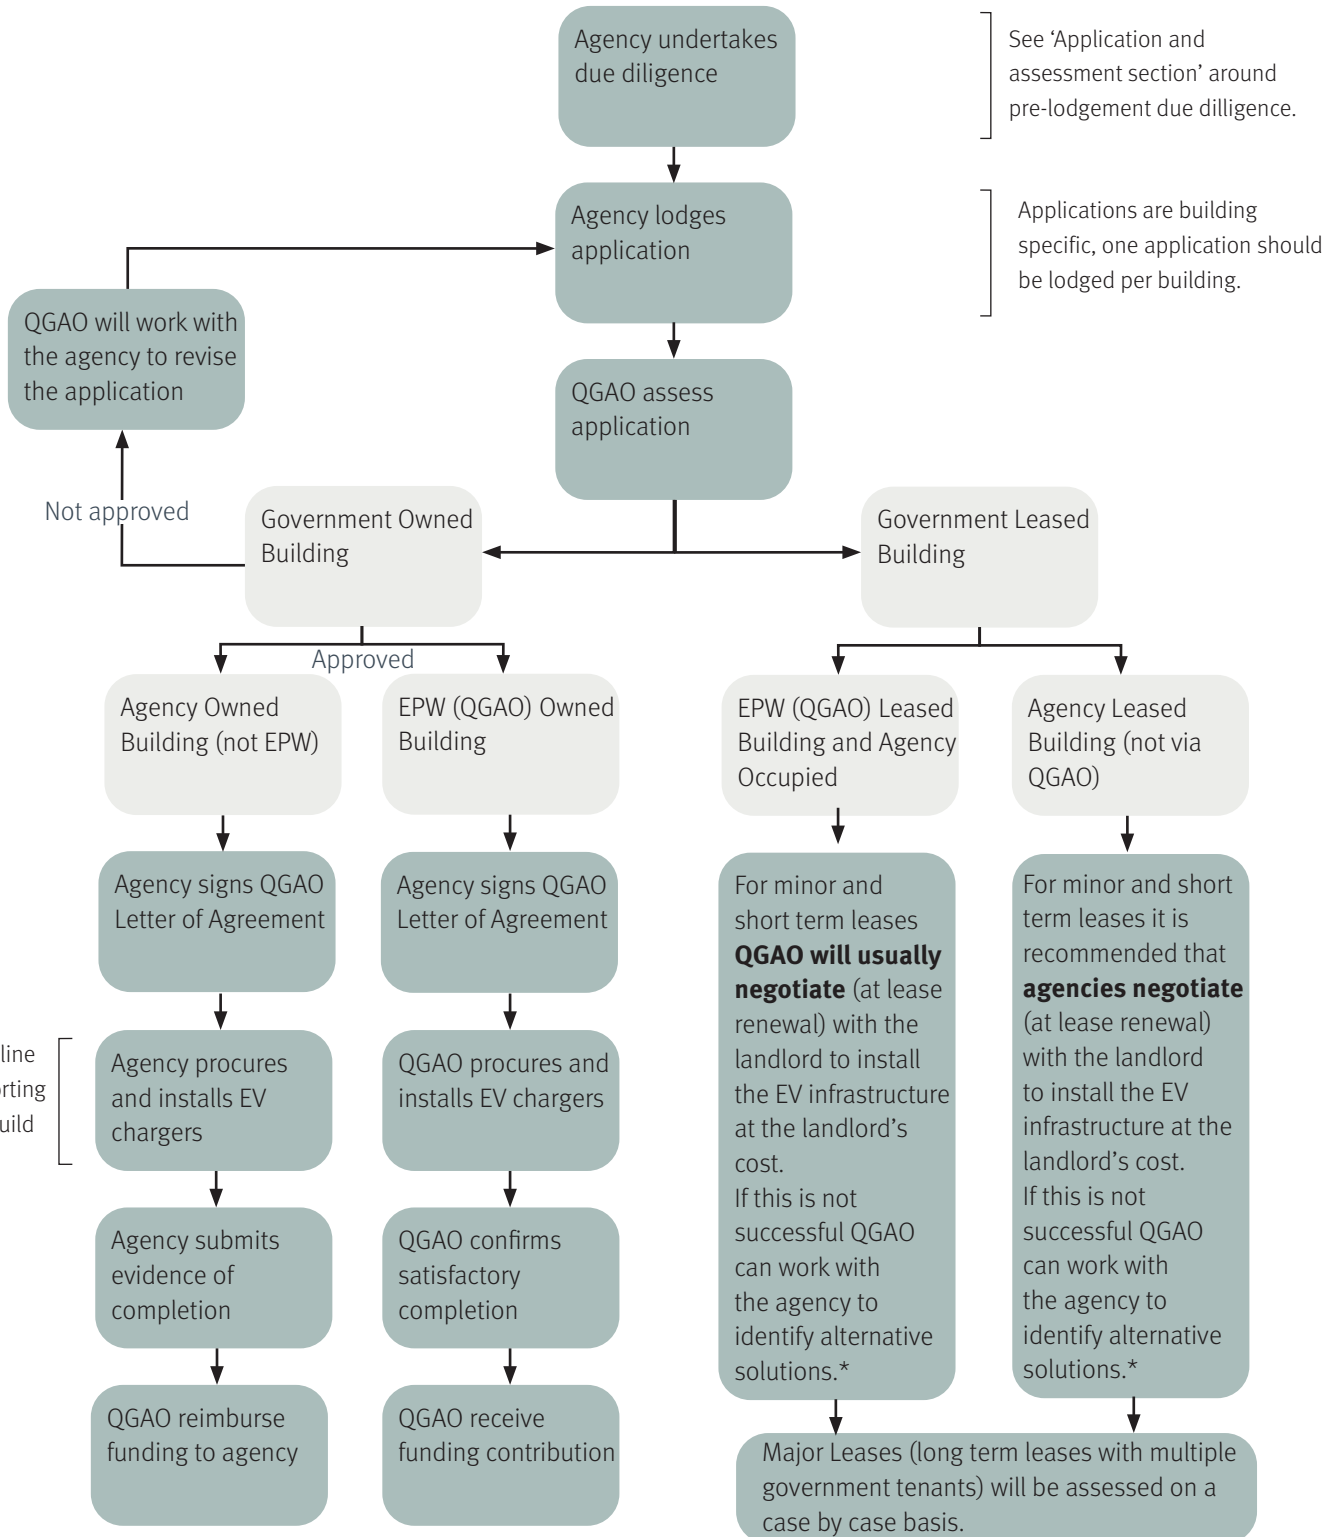 Agency undertakes
due diligence
See ‘Application and
assessment section’ around
pre-lodgement due dilligence.
Agency lodges
application
Applications are building
specific, one application should
be lodged per building.
QGAO will work with
the agency to revise
the application
QGAO assess
application
Not approved
Government Owned
Building
Government Leased
Building
Approved
Agency Owned
Building (not EPW)
EPW (QGAO) Owned
Building
EPW (QGAO) Leased
Building and Agency
Occupied
Agency Leased
Building (not via
QGAO)
Agency signs QGAO
Letter of Agreement
Agency signs QGAO
Letter of Agreement
For minor and
short term leases
QGAO will usually
negotiate (at lease
renewal) with the
landlord to install
the EV infrastructure
at the landlord’s
cost.
If this is not
successful QGAO
can work with
the agency to
identify alternative
solutions.*
For minor and short
term leases it is
recommended that
agencies negotiate
(at lease renewal)
with the landlord
to install the EV
infrastructure at the
landlord’s cost.
If this is not
successful QGAO
can work with
the agency to
identify alternative
solutions.*
line
rting
uild
Agency procures
and installs EV
chargers
QGAO procures and
installs EV chargers
Agency submits
evidence of
completion
QGAO confirms
satisfactory
completion
QGAO reimburse
funding to agency
QGAO receive
funding contribution
Major Leases (long term leases with multiple
government tenants) will be assessed on a
case by case basis.